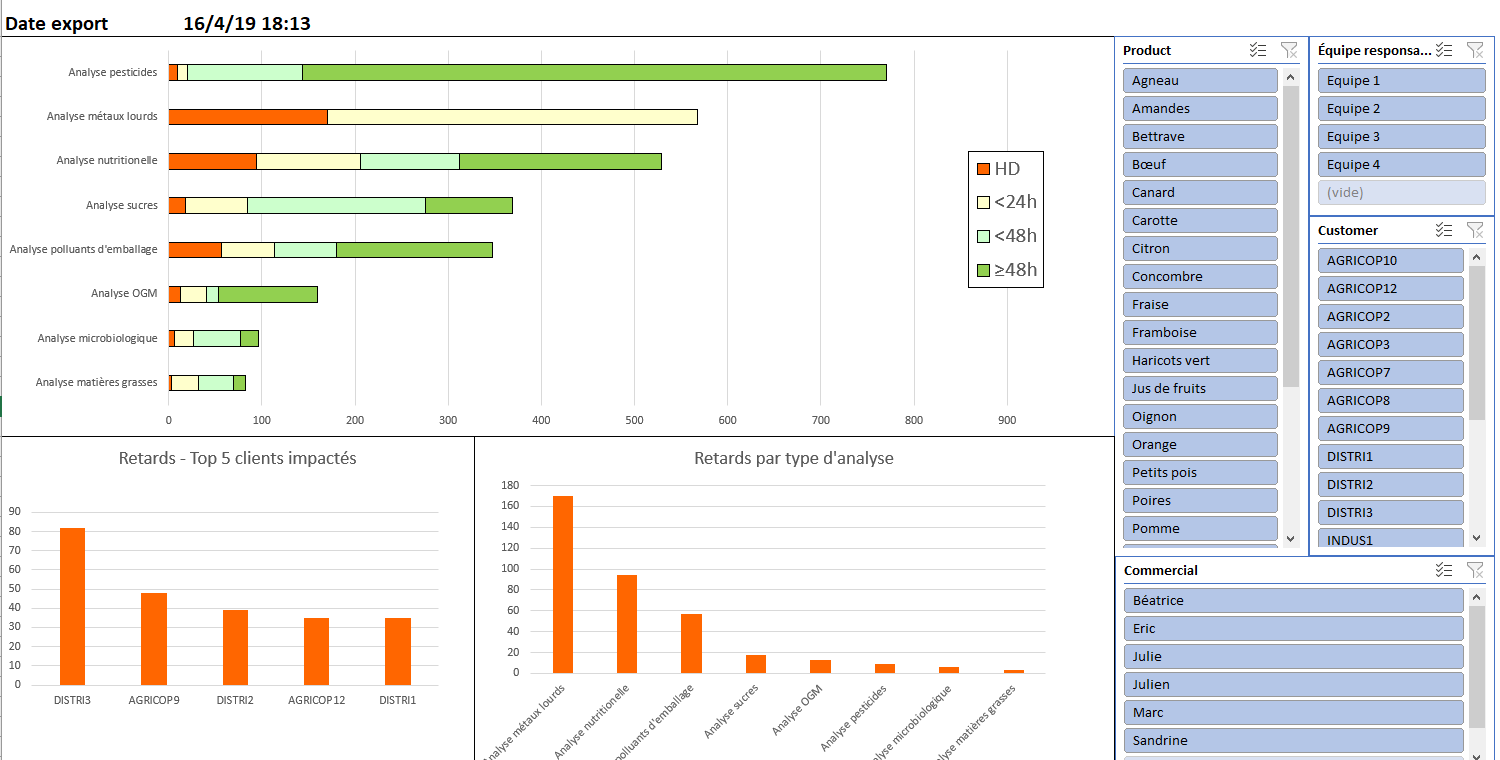 Date export 16/4/19 18:13
Analyse pesticides
Analyse métaux lourds
Analyse nutritionelle
Analyse sucres
Analyse polluants d'emballage
Analyse OGM
Analyse microbiologique
Analyse matières grasses
0 100 200 300 400 500 600 700 800 900
HD
<24h
<48h
≥48h
Retards - Top 5 clients impactés
90
80
70
60
50
40
30
20
10
0
DISTRI3 AGRICOP9 DISTRI2 AGRICOP12 DISTRI1
Retards par type d'analyse
180
160
140
120
100
80
60
40
20
0
Analyse métaux lourds
Analyse nutritionelle
polluants d'emballage
Analyse sucres
Analyse OGM
Analyse pesticides
alyse microbiologique
alyse matières grasses
Product
Agneau
Amandes
Bettrave
Bœuf
Canard
Carotte
Citron
Concombre
Fraise
Framboise
Haricots vert
Jus de fruits
Oignon
Orange
Petits pois
Poires
Pomme
Équipe responsa...
Equipe 1
Equipe 2
Equipe 3
Equipe 4
(vide)
Customer
AGRICOP10
AGRICOP12
AGRICOP2
AGRICOP3
AGRICOP7
AGRICOP8
AGRICOP9
DISTRI1
DISTRI2
DISTRI3
INDUS1
Commercial
Béatrice
Eric
Julie
Julien
Marc
Sandrine